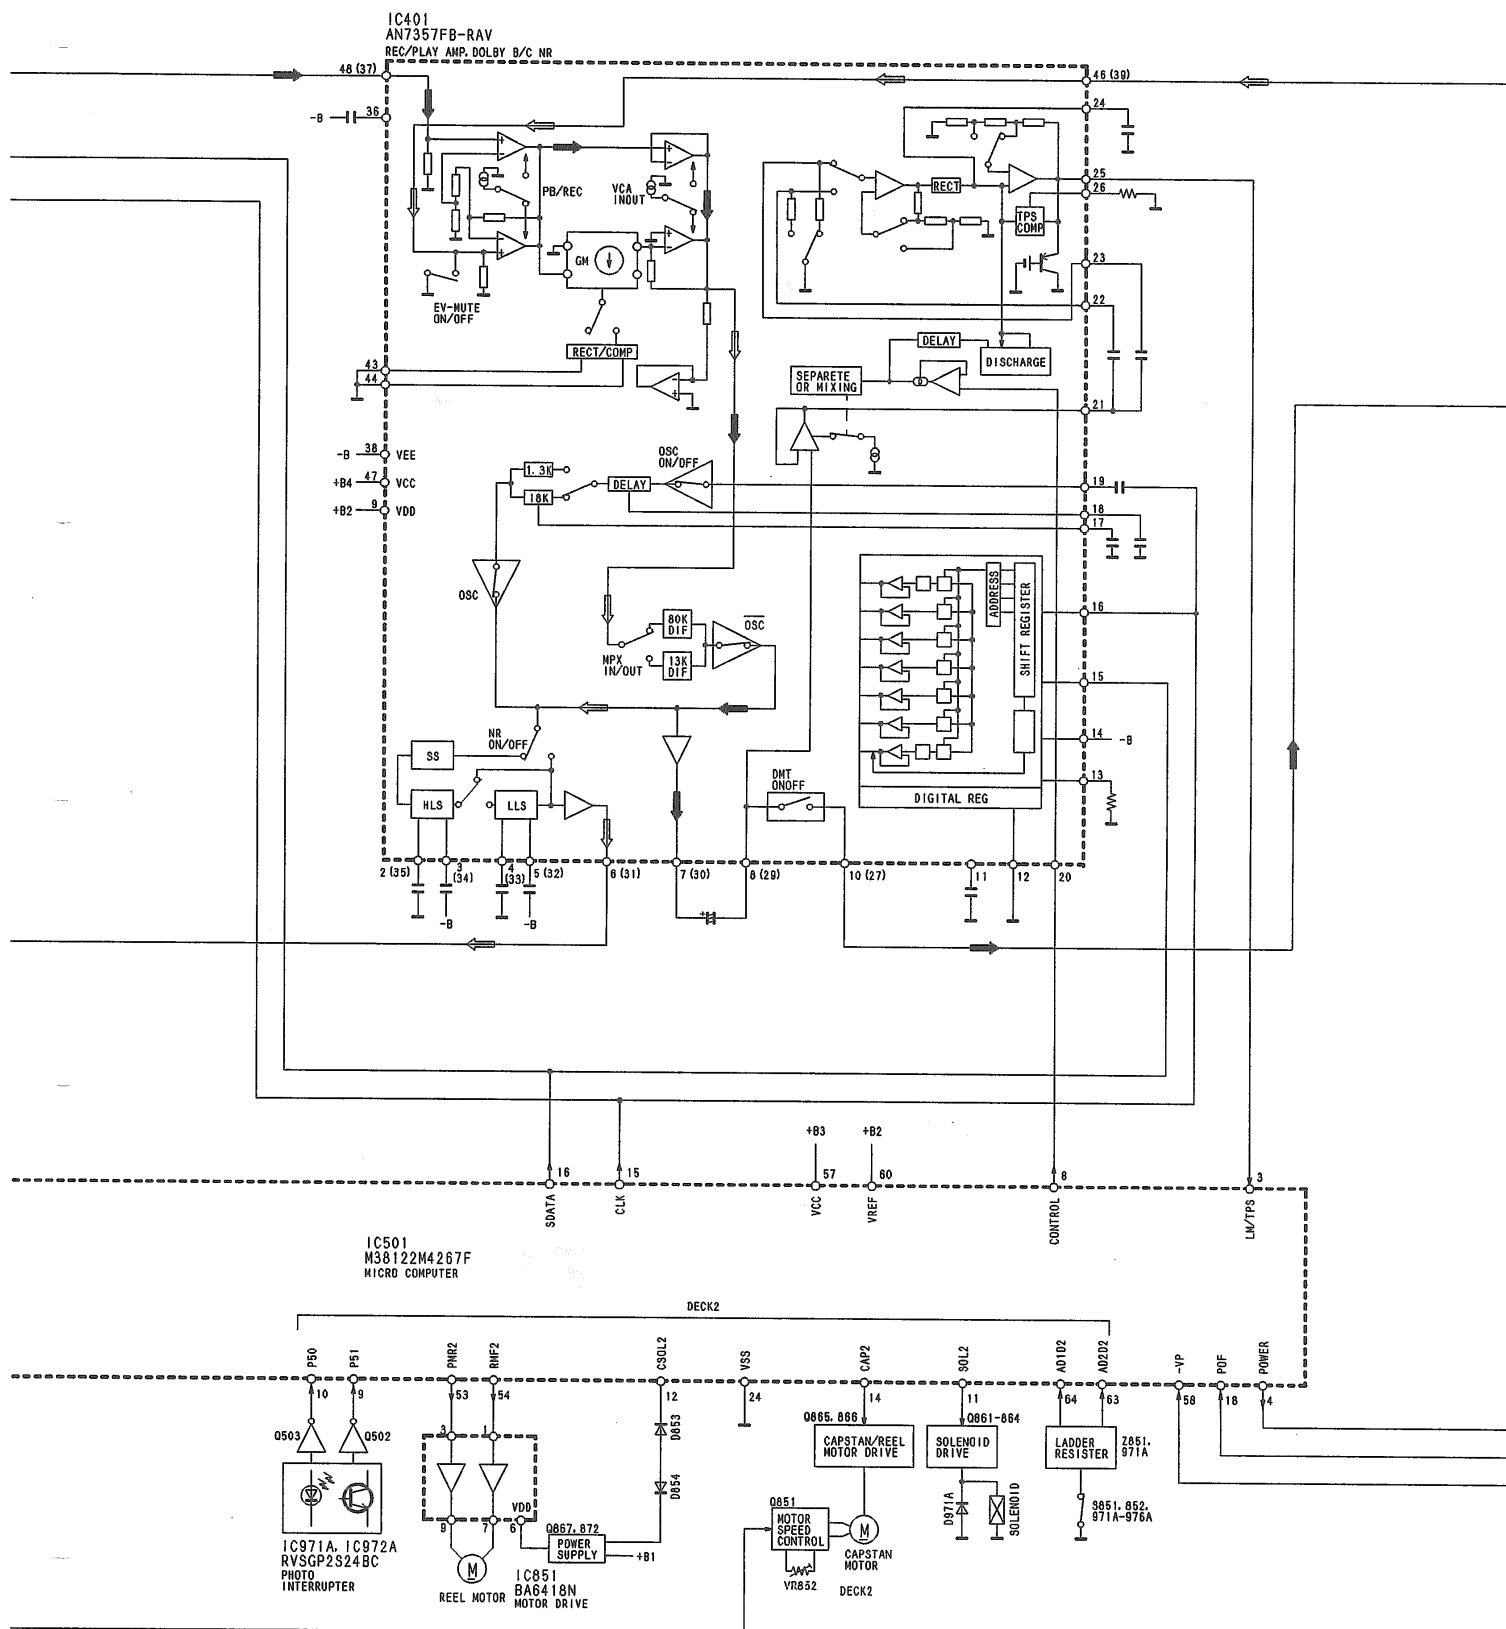 IC401
AN7357FB-RAV
REC/PLAY AMP. DOLBY B/C NR
48 (37)
46 (39)
-B
36
24
25
26
23
22
21
RECT
TPS
COMP
PB/REC
VCA
INOUT
GM
EV-MUTE
ON/OFF
RECT/COMP
DELAY
DISCHARGE
SEPARETE
OR MIXING
43
44
-B 38 VEE
+B4 47 VCC
+B2 9 VDD
OSC
ON/OFF
1.3K
18K
DELAY
19
18
17
OSC
80K
DIF
OSC
MPX
IN/OUT
13K
DIF
ADDRESS
SHIFT REGISTER
16
15
14 -B
13
DIGITAL REG
NR
ON/OFF
SS
HLS
LLS
DMT
ONOFF
2 (35)
3
(34)
4
(33)
5 (32)
6 (31)
7 (30)
8 (29)
10 (27)
11
12
20
-B
-B
+
+B3
+B2
16
15
57
60
8
3
SDATA
CLK
VCC
VREF
CONTROL
LM/TPS
IC501
M38122M4267F
MICRO COMPUTER
DECK2
P50
P51
PMR2
RMF2
CSOL2
VSS
CAP2
SOL2
AD1D2
AD2D2
-VP
POF
POWER
10
9
53
54
12
24
14
11
64
63
58
18
4
Q503
Q502
3
1
D853
D854
Q865, 866
CAPSTAN/REEL
MOTOR DRIVE
Q861-864
SOLENOID
DRIVE
LADDER
RESISTER
Z851,
971A
VDD
9
7
6
Q867, 872
POWER
SUPPLY
+B1
Q851
MOTOR
SPEED
CONTROL
M
CAPSTAN
MOTOR
D971A
SOLENOID
S851, 852,
971A-976A
IC971A, IC972A
RVSGP2S24BC
PHOTO
INTERRUPTER
M
REEL MOTOR
IC851
BA6418N
MOTOR DRIVE
VR852
DECK2